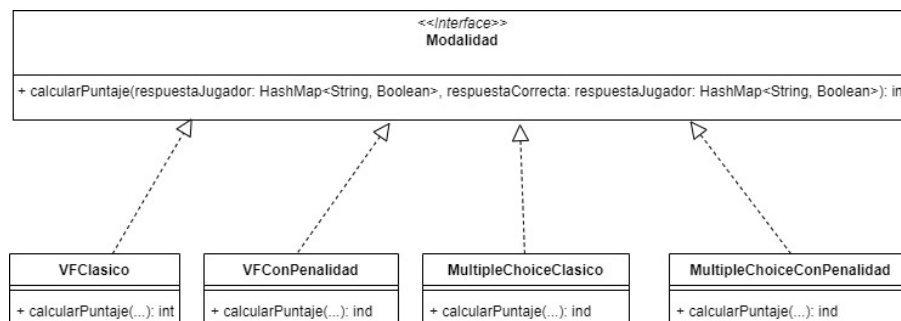 <<Interface>>
Modalidad
+ calcularPuntaje(respuestaJugador: HashMap<String, Boolean>, respuestaCorrecta: respuestaJugador: HashMap<String, Boolean>): in
VFClasico
+ calcularPuntaje(...): int
VFConPenalidad
+ calcularPuntaje(...): ind
MultipleChoiceClasico
+ calcularPuntaje(...): ind
MultipleChoiceConPenalidad
+ calcularPuntaje(...): ind